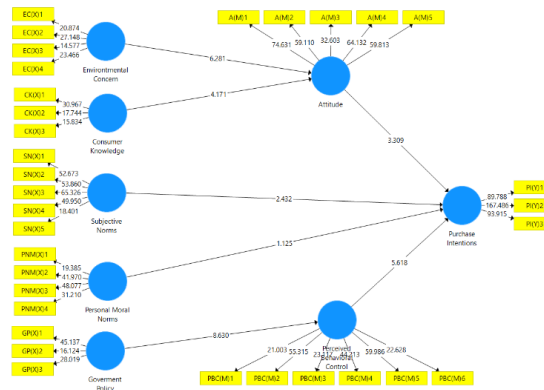 EC(X)1
EC(X)2
EC(X)3
EC(X)4
20.874
27.148
14.577
23.466
Environtmental
Concern
A(M)1
A(M)2
A(M)3
A(M)4
A(M)5
74.631
59.110
32.603
64.132
59.813
Attitude
6.281
4.171
CK(X)1
CK(X)2
CK(X)3
30.967
17.744
15.834
Consumer
Knowledge
3.309
SN(X)1
SN(X)2
SN(X)3
SN(X)4
SN(X)5
52.673
53.860
65.326
49.950
18.401
Subjective
Norms
2.432
PI(Y)1
PI(Y)2
PI(Y)3
89.788
167.486
93.915
Purchase
Intentions
1.125
5.618
PNM(X)1
PNM(X)2
PNM(X)3
PNM(X)4
19.385
41.970
48.077
31.210
Personal Moral
Norms
GP(X)1
GP(X)2
GP(X)3
45.137
16.124
28.019
Goverment
Policy
8.630
Perceived
Behavioral
Control
21.003
55.315
44.213
59.986
22.628
PBC(M)1
PBC(M)2
PBC(M)3
PBC(M)4
PBC(M)5
PBC(M)6